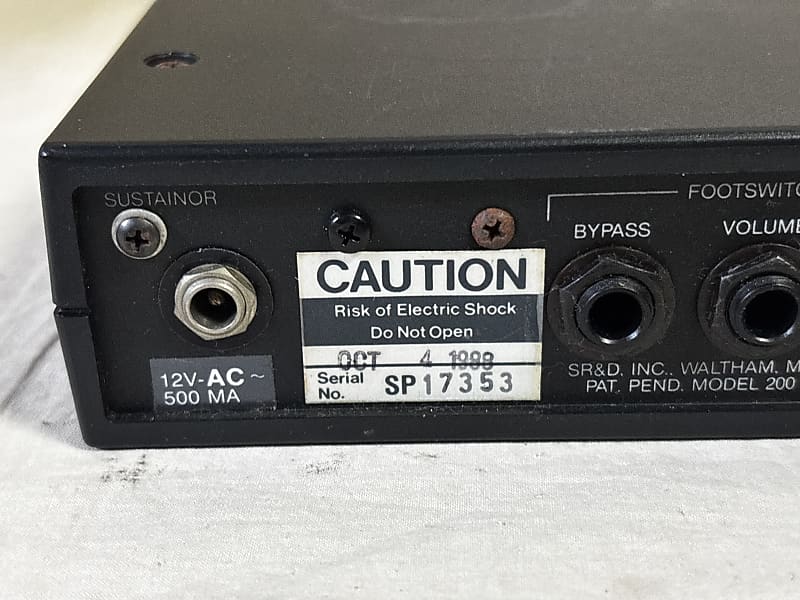 SUSTAINOR
FOOTSWITC
BYPASS
VOLUME
CAUTION
Risk of Electric Shock
Do Not Open
OCT 4 1988
Serial No. SP17353
12V-AC~
500 MA
SR&D, INC., WALTHAM, M
PAT. PEND. MODEL 200